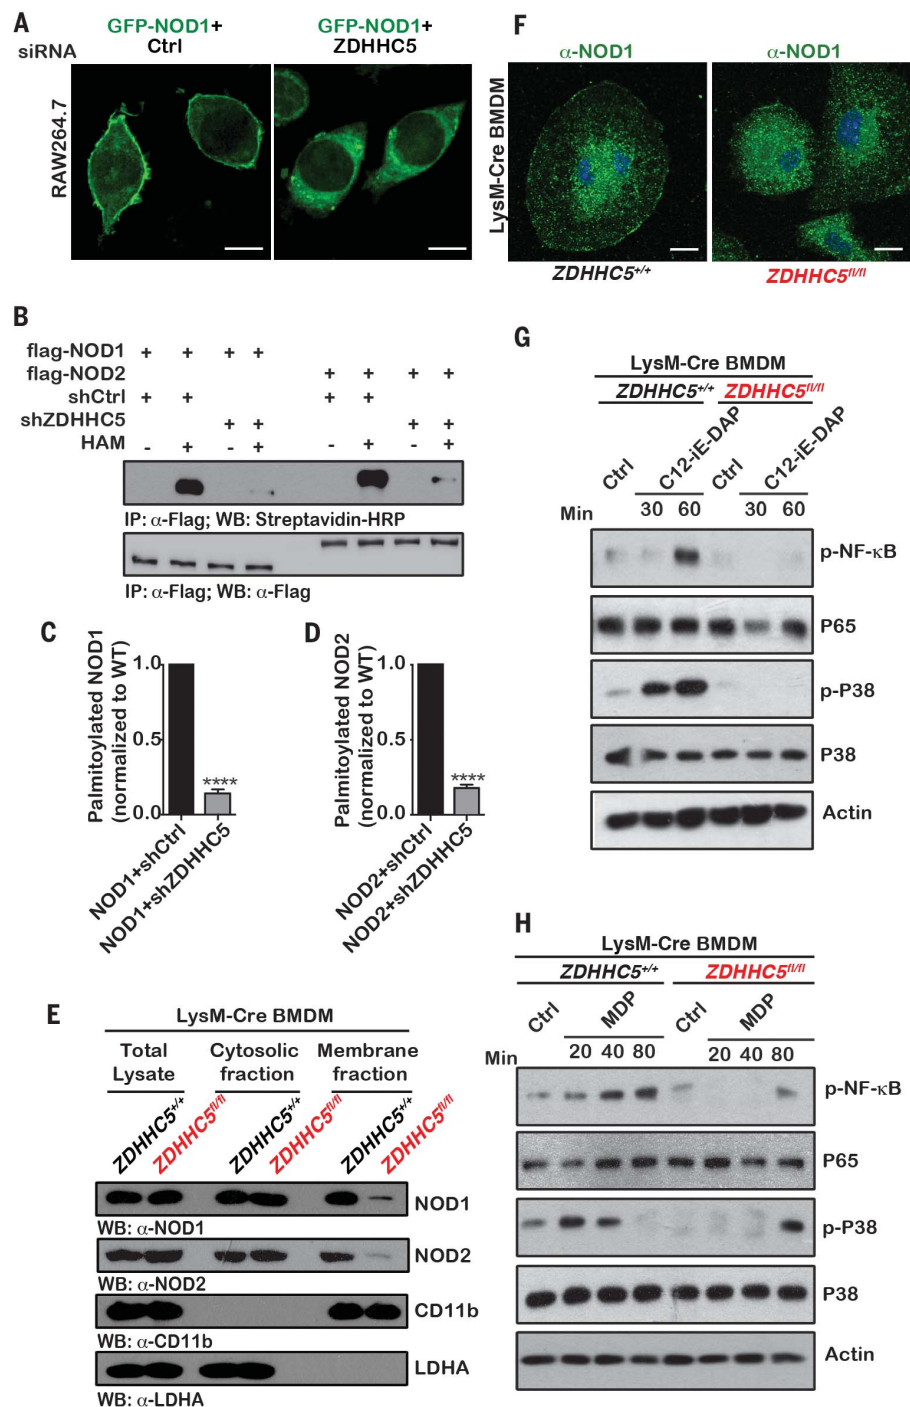 A
siRNA
GFP-NOD1+
Ctrl
GFP-NOD1+
ZDHHC5
RAW264.7
B
flag-NOD1 + + + +
flag-NOD2 + + + +
shCtrl + + + +
shZDHHC5 + + + +
HAM - + - + - + - +
IP: α-Flag; WB: Streptavidin-HRP
IP: α-Flag; WB: α-Flag
C
Palmitoylated NOD1
(normalized to WT)
1.0
0.5
0.0
****
NOD1+shCtrl
NOD1+shZDHHC5
D
Palmitoylated NOD2
(normalized to WT)
1.0
0.5
0.0
****
NOD2+shCtrl
NOD2+shZDHHC5
E
LysM-Cre BMDM
Total
Lysate
Cytosolic
fraction
Membrane
fraction
ZDHHC5+/+
ZDHHC5fl/fl
ZDHHC5+/+
ZDHHC5fl/fl
ZDHHC5+/+
ZDHHC5fl/fl
NOD1
WB: α-NOD1
NOD2
WB: α-NOD2
CD11b
WB: α-CD11b
LDHA
WB: α-LDHA
F
α-NOD1
α-NOD1
LysM-Cre BMDM
ZDHHC5+/+
ZDHHC5fl/fl
G
LysM-Cre BMDM
ZDHHC5+/+ ZDHHC5fl/fl
Ctrl
C12-iE-DAP
Ctrl
C12-iE-DAP
Min 30 60 30 60
p-NF-κB
P65
p-P38
P38
Actin
H
LysM-Cre BMDM
ZDHHC5+/+ ZDHHC5fl/fl
Ctrl
MDP
Ctrl
MDP
Min 20 40 80 20 40 80
p-NF-κB
P65
p-P38
P38
Actin